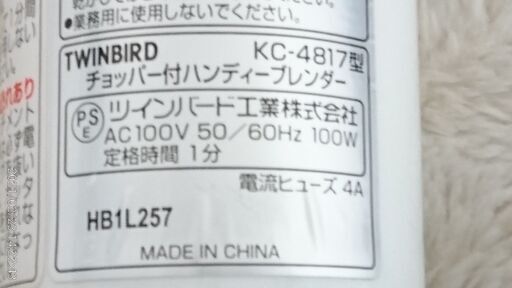 ●業務用に使用しないでください。
TWINBIRD KC-4817型
チョッパー付ハンディーブレンダー
PSE ツインバード工業株式会社
AC100V 50/60Hz 100W
定格時間 1分
電流ヒューズ 4A
HB1L257
MADE IN CHINA